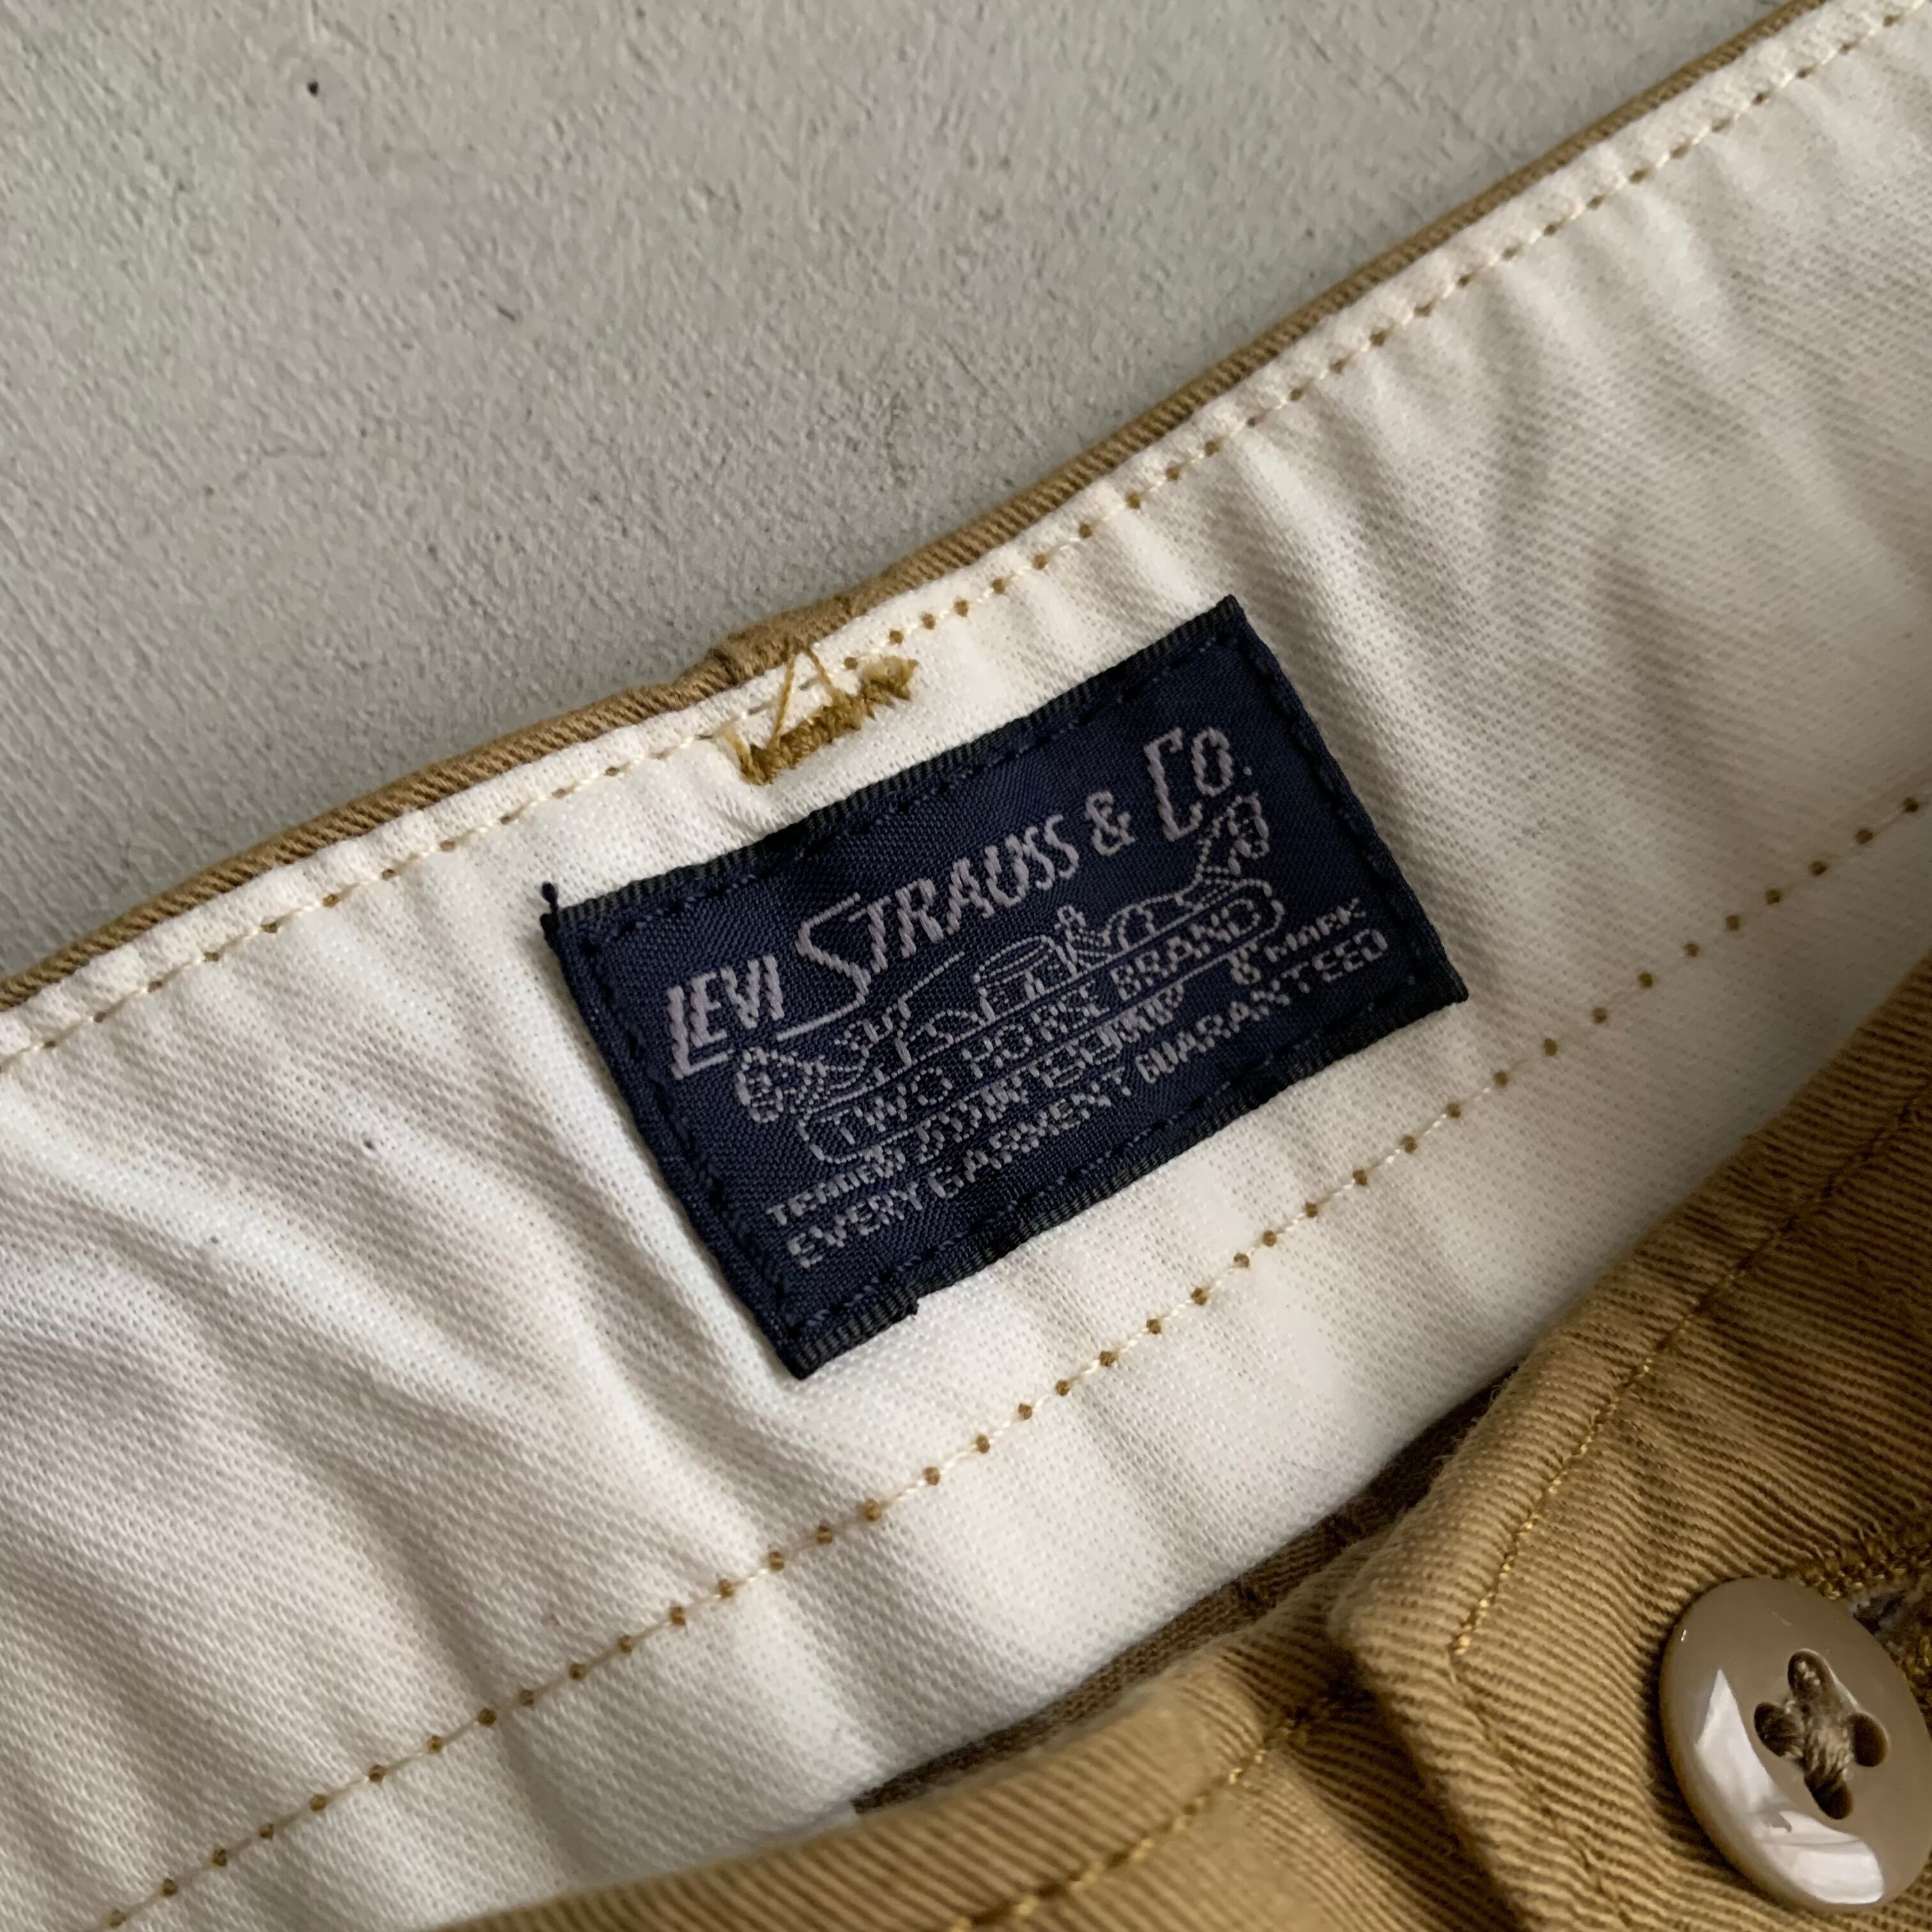 LEVI STRAUSS & CO.
TWO HORSE BRAND
TRADE & MARK
EVERY GARMENT GUARANTEED